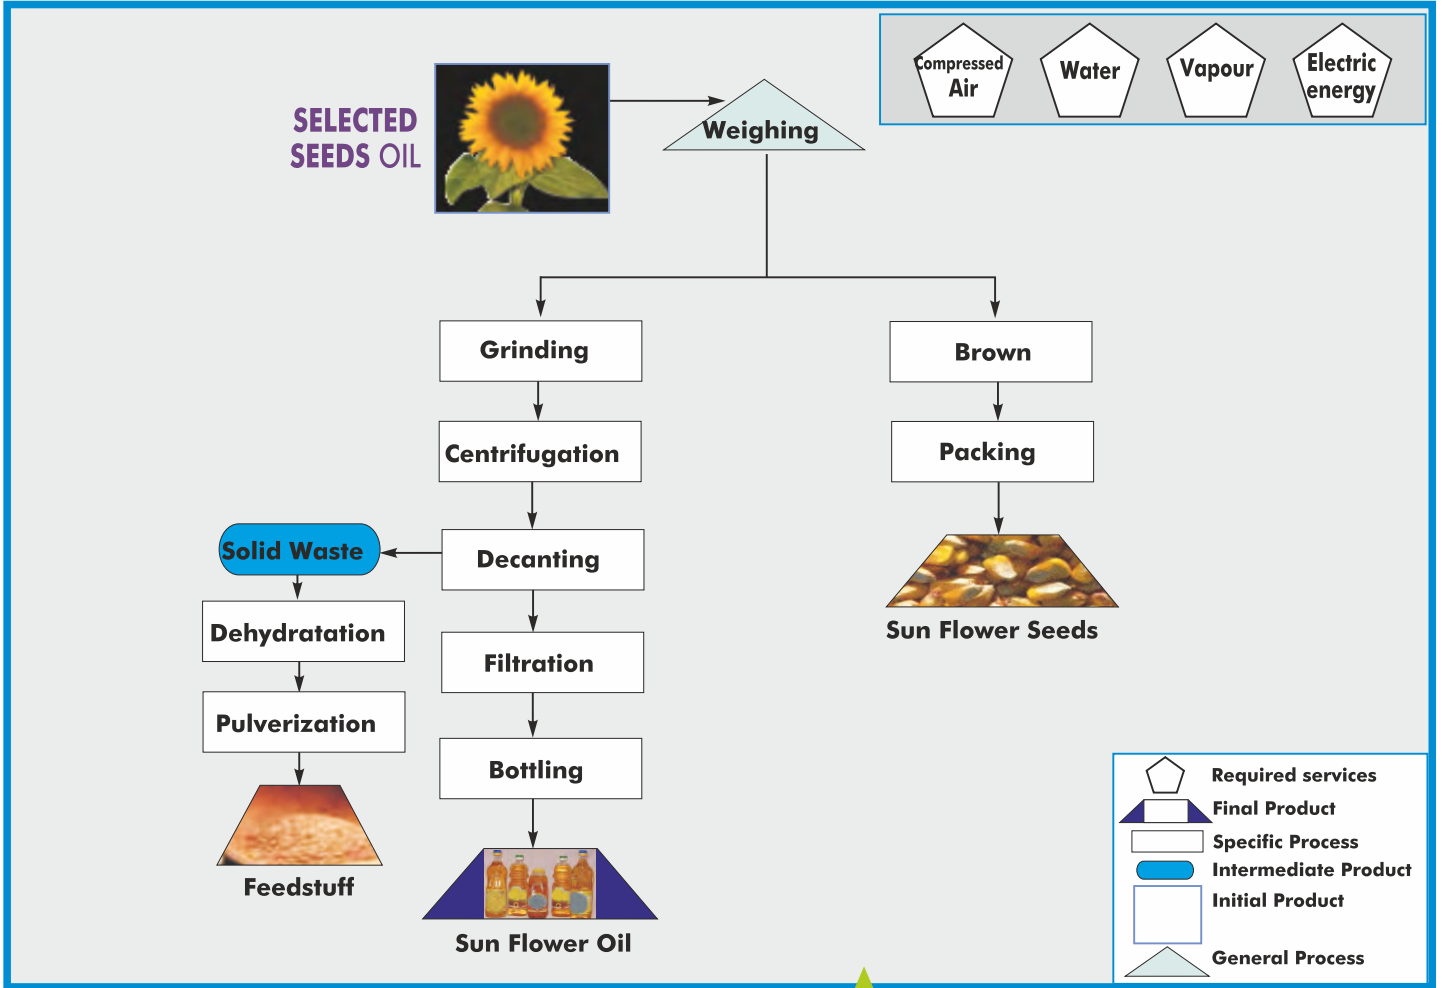 SELECTED
SEEDS OIL
Weighing
Compressed
Air
Water
Vapour
Electric
energy
Grinding
Brown
Centrifugation
Packing
Solid Waste
Decanting
Dehydratation
Filtration
Sun Flower Seeds
Pulverization
Bottling
Feedstuff
Sun Flower Oil
Required services
Final Product
Specific Process
Intermediate Product
Initial Product
General Process